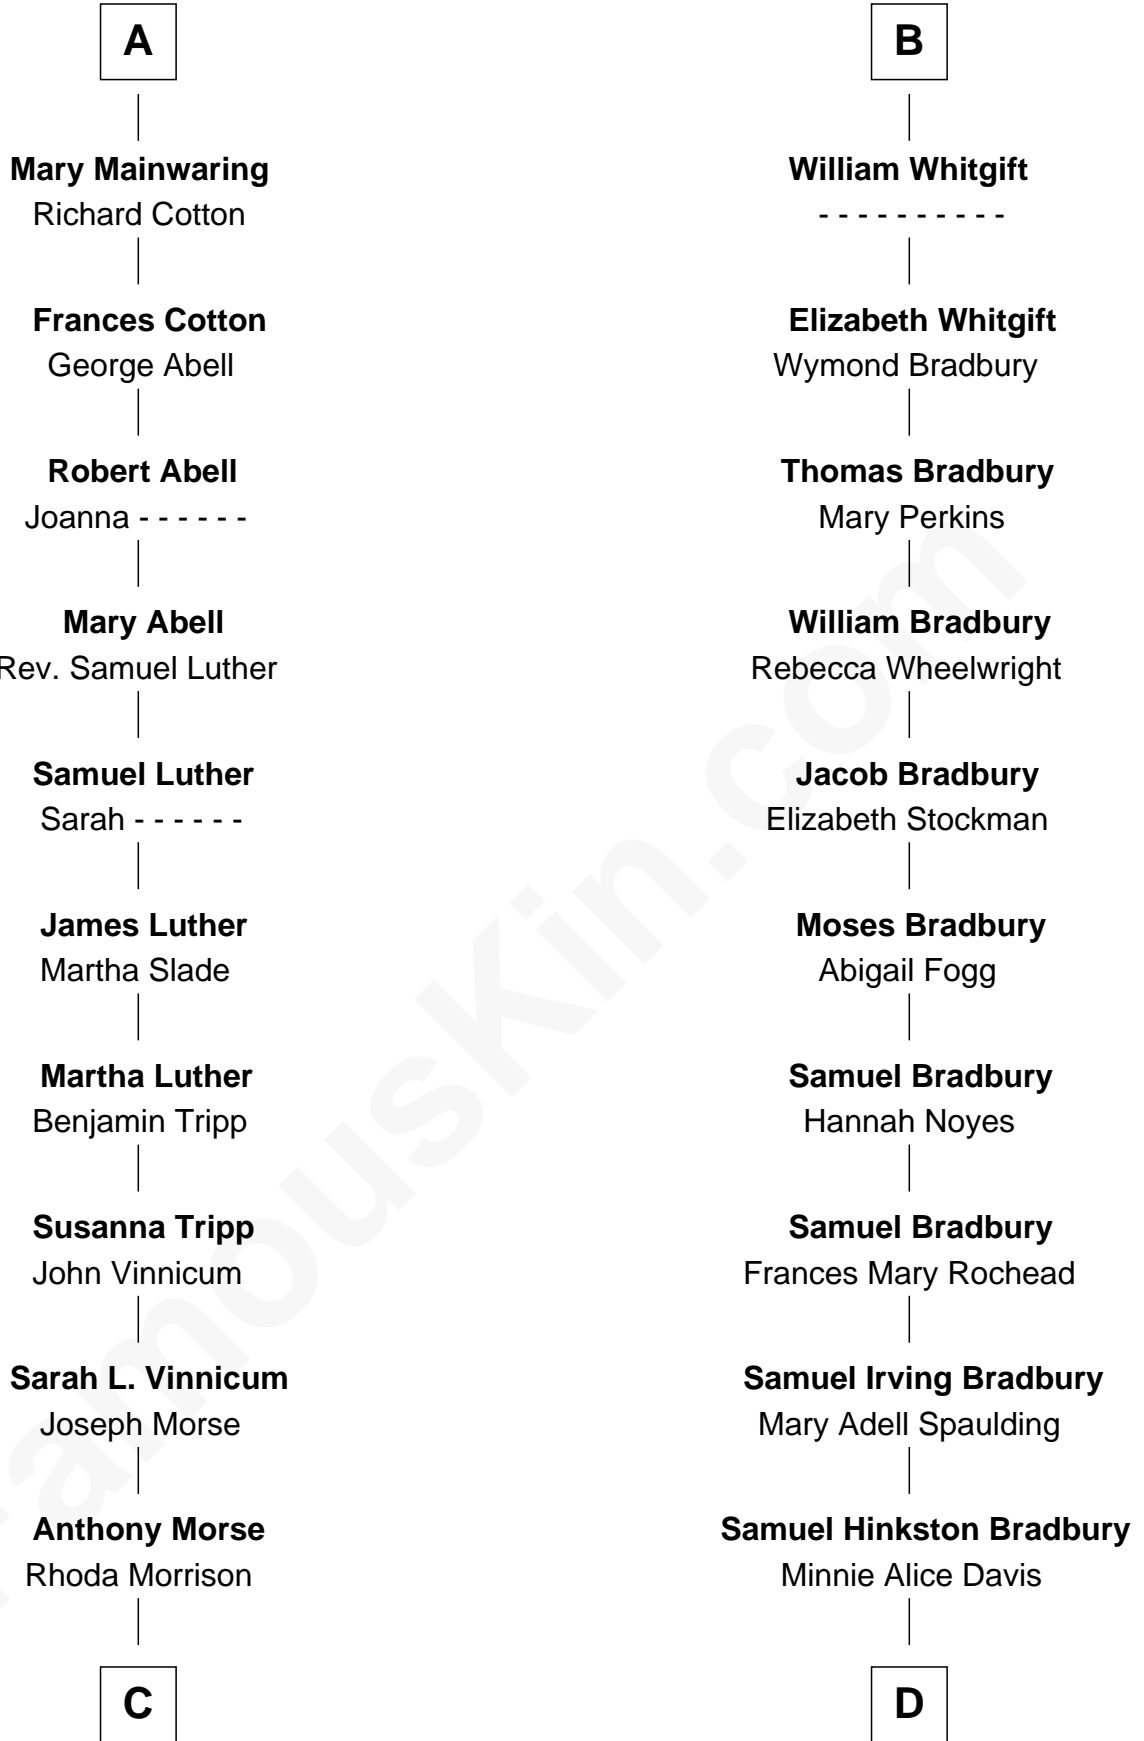 A
Mary Mainwaring
Richard Cotton
Frances Cotton
George Abell
Robert Abell
Joanna - - - - - -
Mary Abell
Rev. Samuel Luther
Samuel Luther
Sarah - - - - - -
James Luther
Martha Slade
Martha Luther
Benjamin Tripp
Susanna Tripp
John Vinnicum
Sarah L. Vinnicum
Joseph Morse
Anthony Morse
Rhoda Morrison
C
B
William Whitgift
- - - - - - - - - -
Elizabeth Whitgift
Wymond Bradbury
Thomas Bradbury
Mary Perkins
William Bradbury
Rebecca Wheelwright
Jacob Bradbury
Elizabeth Stockman
Moses Bradbury
Abigail Fogg
Samuel Bradbury
Hannah Noyes
Samuel Bradbury
Frances Mary Rochead
Samuel Irving Bradbury
Mary Adell Spaulding
Samuel Hinkston Bradbury
Minnie Alice Davis
D
FamousKin.com